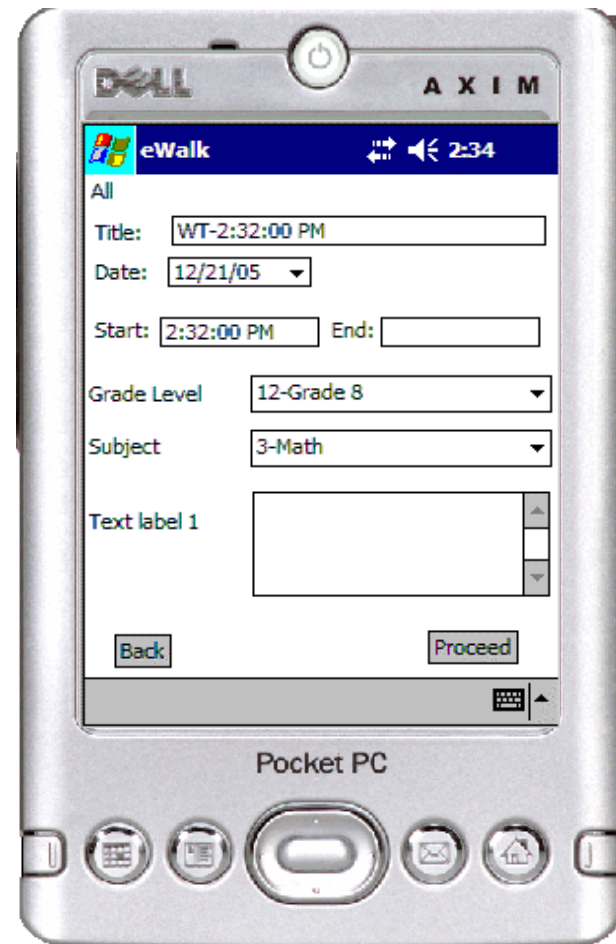 DELL
AXIM
eWalk 2:34
All
Title: WT-2:32:00 PM
Date: 12/21/05
Start: 2:32:00 PM End:
Grade Level 12-Grade 8
Subject 3-Math
Text label 1
Back Proceed
Pocket PC